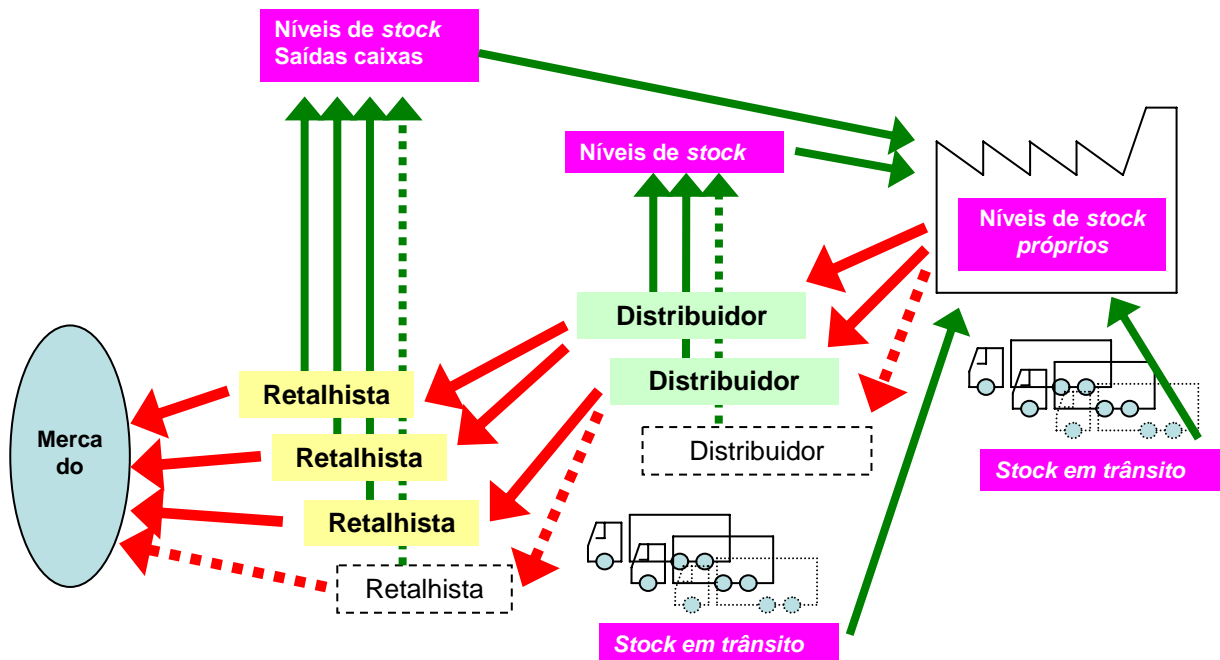 Níveis de stock
Saídas caixas
Níveis de stock
Níveis de stock
próprios
Distribuidor
Distribuidor
Distribuidor
Retalhista
Retalhista
Retalhista
Retalhista
Merca
do
Stock em trânsito
Stock em trânsito